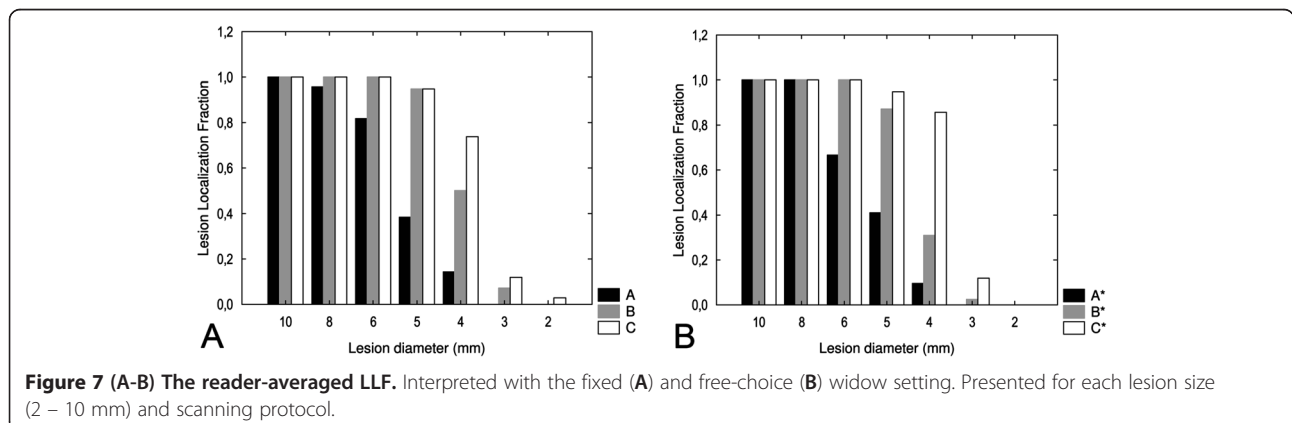 1,2
1,0
0,8
0,6
0,4
0,2
0,0
Lesion Localization Fraction
10 8 6 5 4 3 2
Lesion diameter (mm)
A
A
B
C
1,2
1,0
0,8
0,6
0,4
0,2
0,0
Lesion Localization Fraction
10 8 6 5 4 3 2
Lesion diameter (mm)
B
A*
B*
C*
Figure 7 (A-B) The reader-averaged LLF. Interpreted with the fixed (A) and free-choice (B) widow setting. Presented for each lesion size
(2 – 10 mm) and scanning protocol.